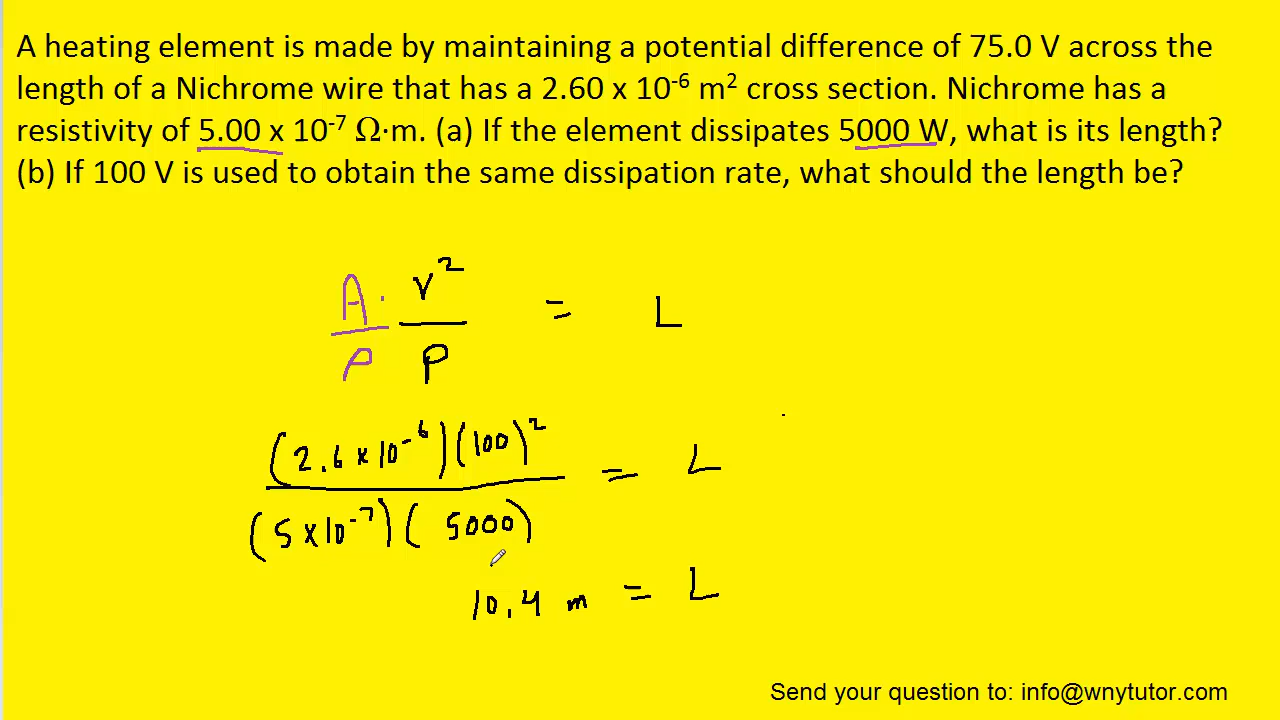 A heating element is made by maintaining a potential difference of 75.0 V across the
length of a Nichrome wire that has a 2.60 x 10⁻⁶ m² cross section. Nichrome has a
resistivity of 5.00 x 10⁻⁷ Ω·m. (a) If the element dissipates 5000 W, what is its length?
(b) If 100 V is used to obtain the same dissipation rate, what should the length be?
A · V² = L
ρ P
(2.6 x 10⁻⁶)(100)² = L
(5 x 10⁻⁷)(5000)
10.4 m = L
Send your question to: info@wnytutor.com